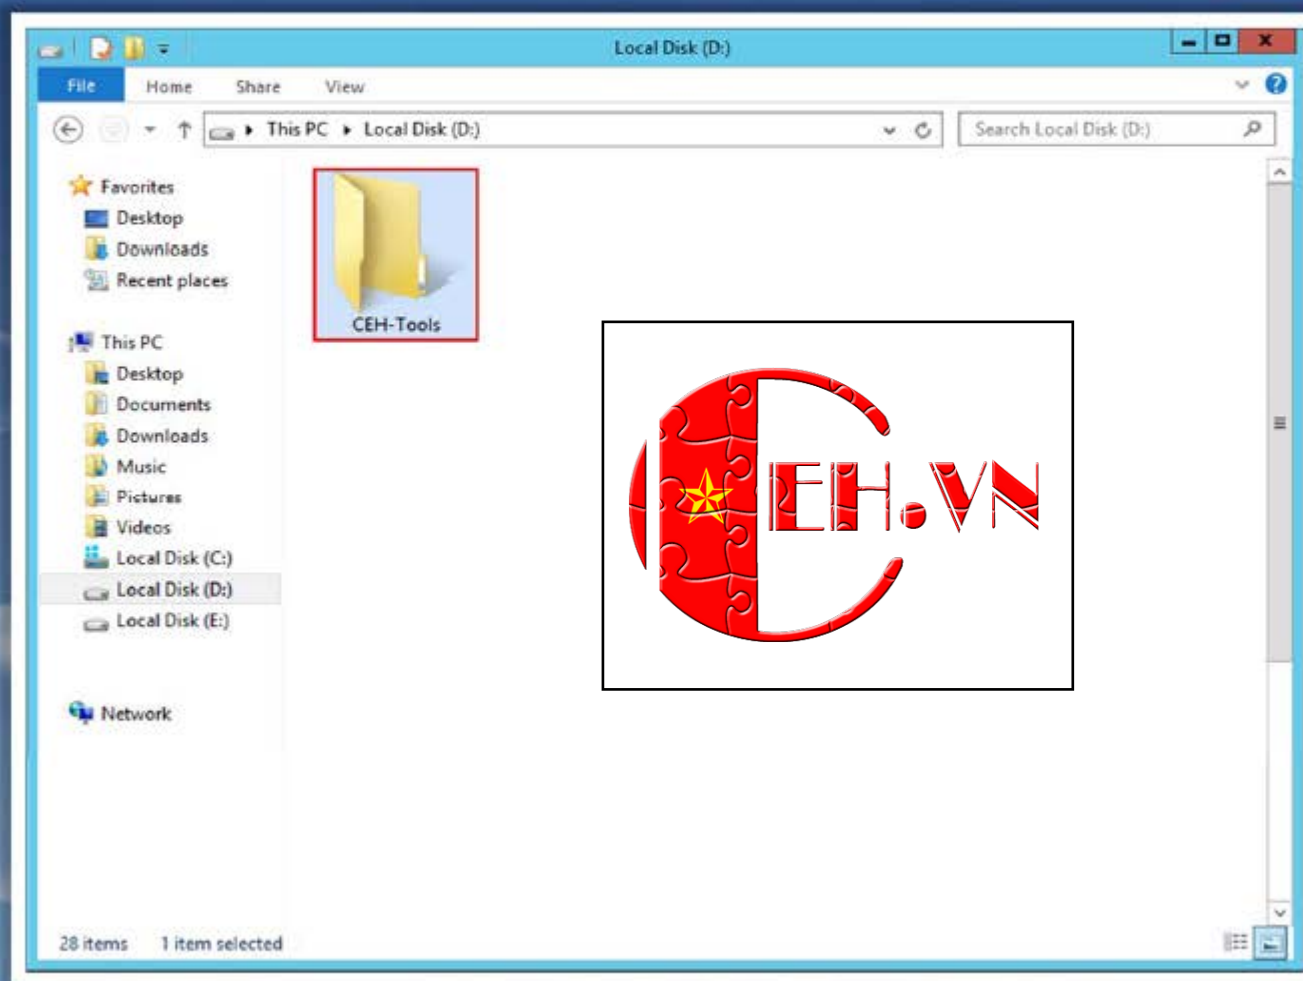 Local Disk (D:)
File Home Share View
This PC Local Disk (D:)
Search Local Disk (D:)
Favorites
Desktop
Downloads
Recent places
This PC
Desktop
Documents
Downloads
Music
Pictures
Videos
Local Disk (C:)
Local Disk (D:)
Local Disk (E:)
Network
CEH-Tools
CEH.VN
28 items 1 item selected